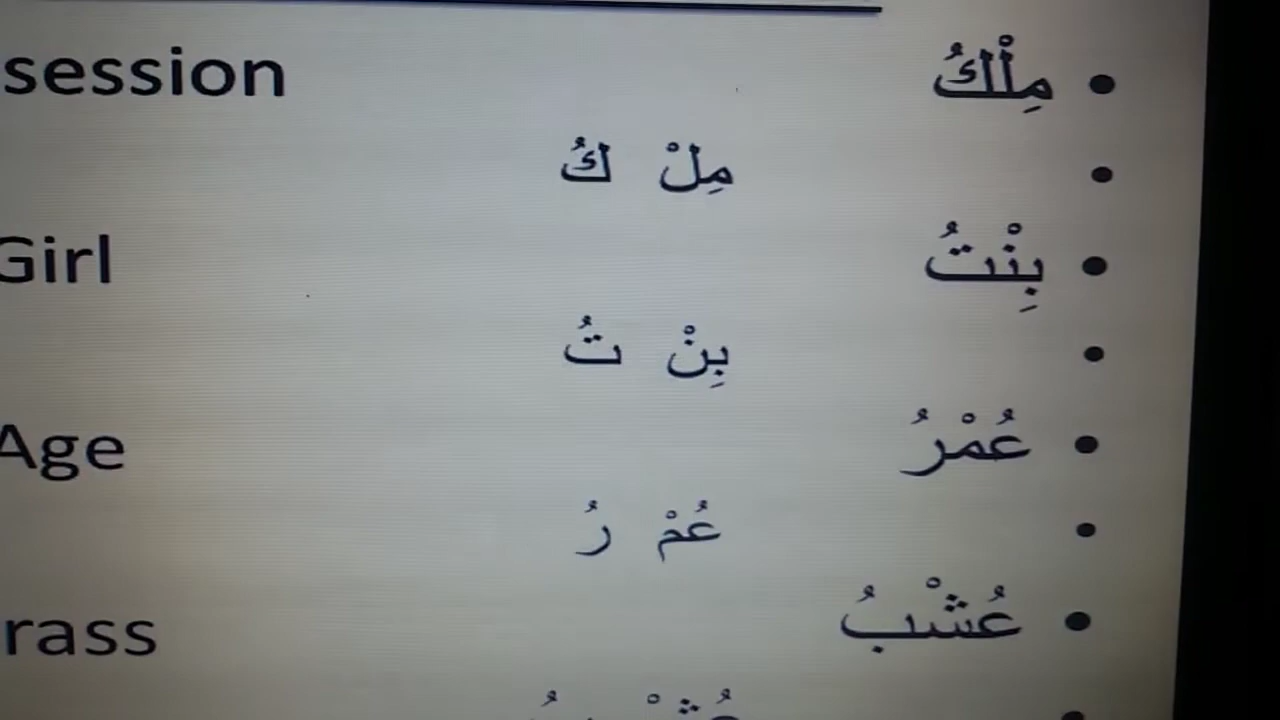 session مِلْكُ
مِلْ كُ
Girl بِنْتُ
بِنْ تُ
Age عُمْرُ
عُمْ رُ
rass عُشْبُ